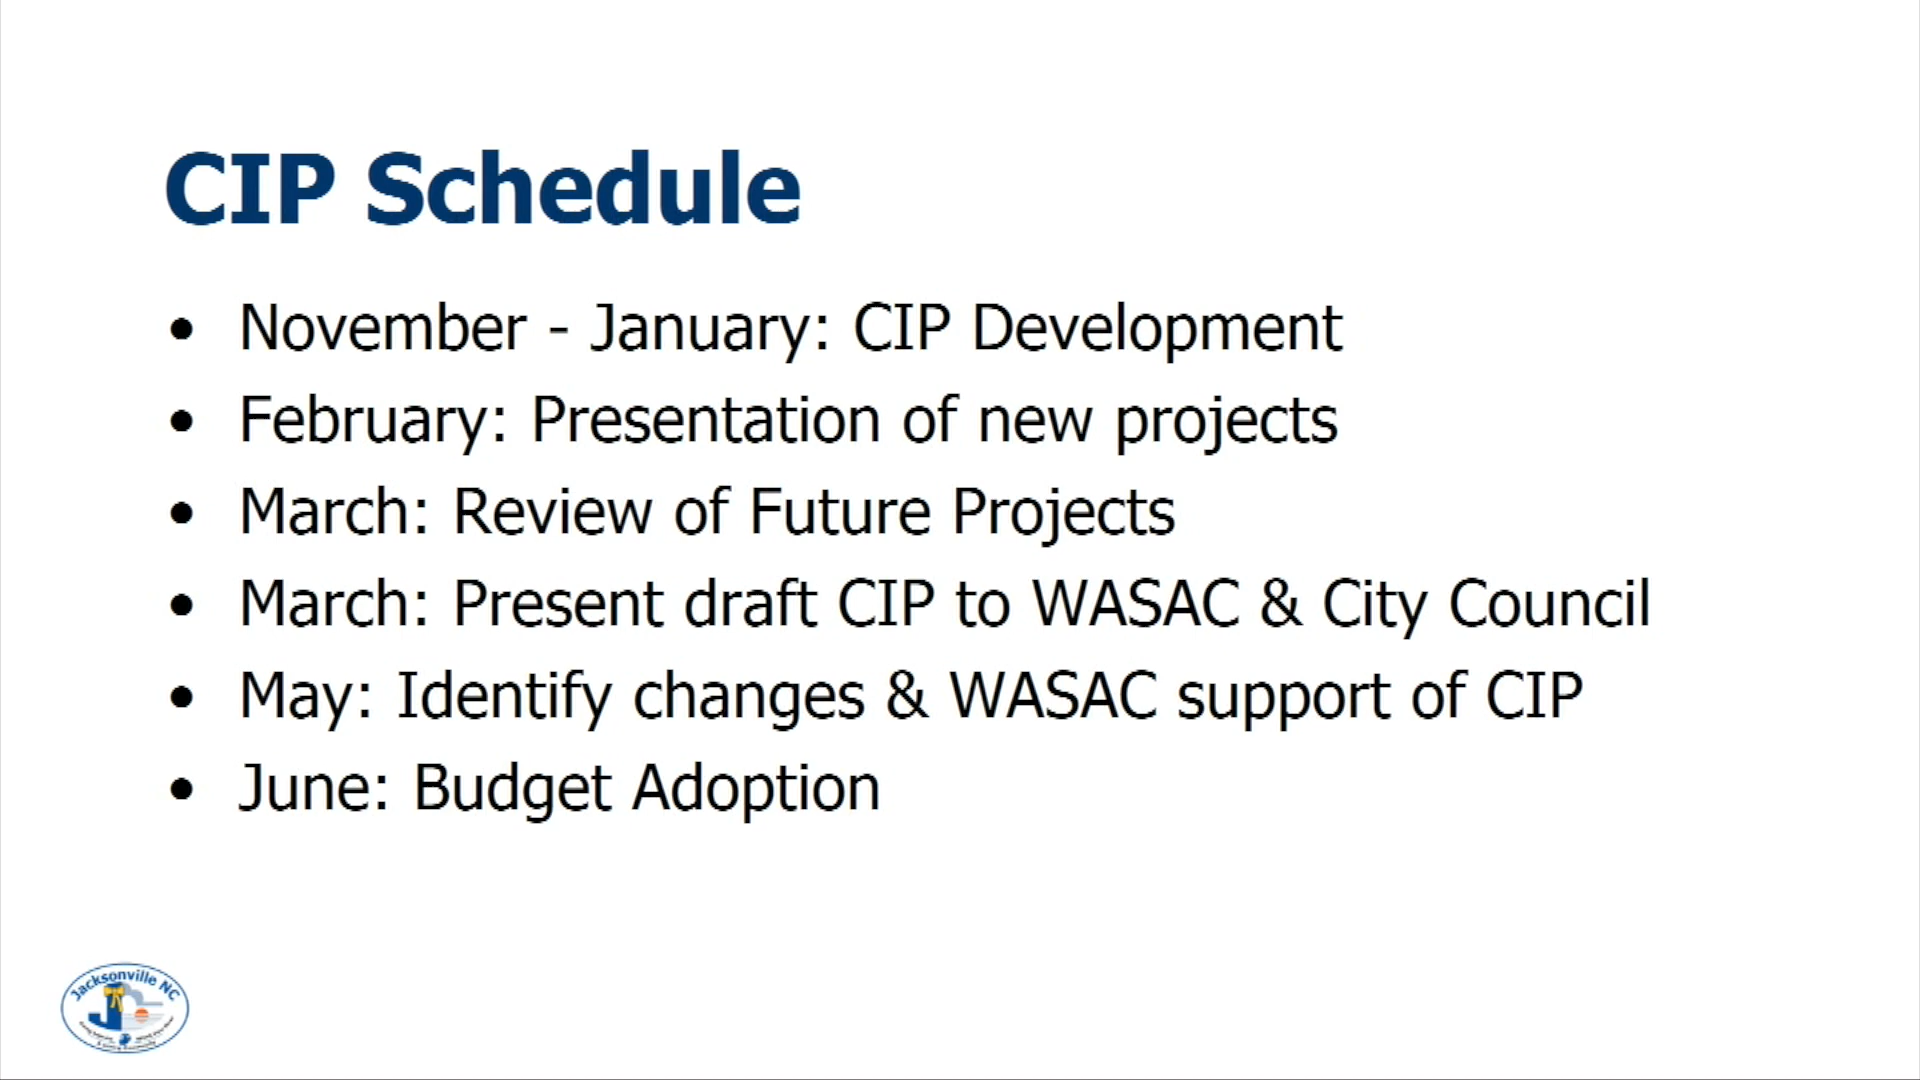 CIP Schedule
• November - January: CIP Development
• February: Presentation of new projects
• March: Review of Future Projects
• March: Present draft CIP to WASAC & City Council
• May: Identify changes & WASAC support of CIP
• June: Budget Adoption
Jacksonville NC